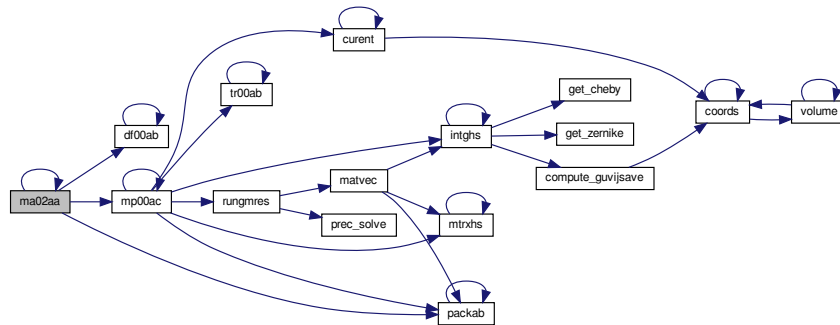 curent
tr00ab
get_cheby
df00ab
coords
volume
intghs
get_zernike
matvec
compute_guvijsave
ma02aa
mp00ac
rungmres
prec_solve
mtrxhs
packab